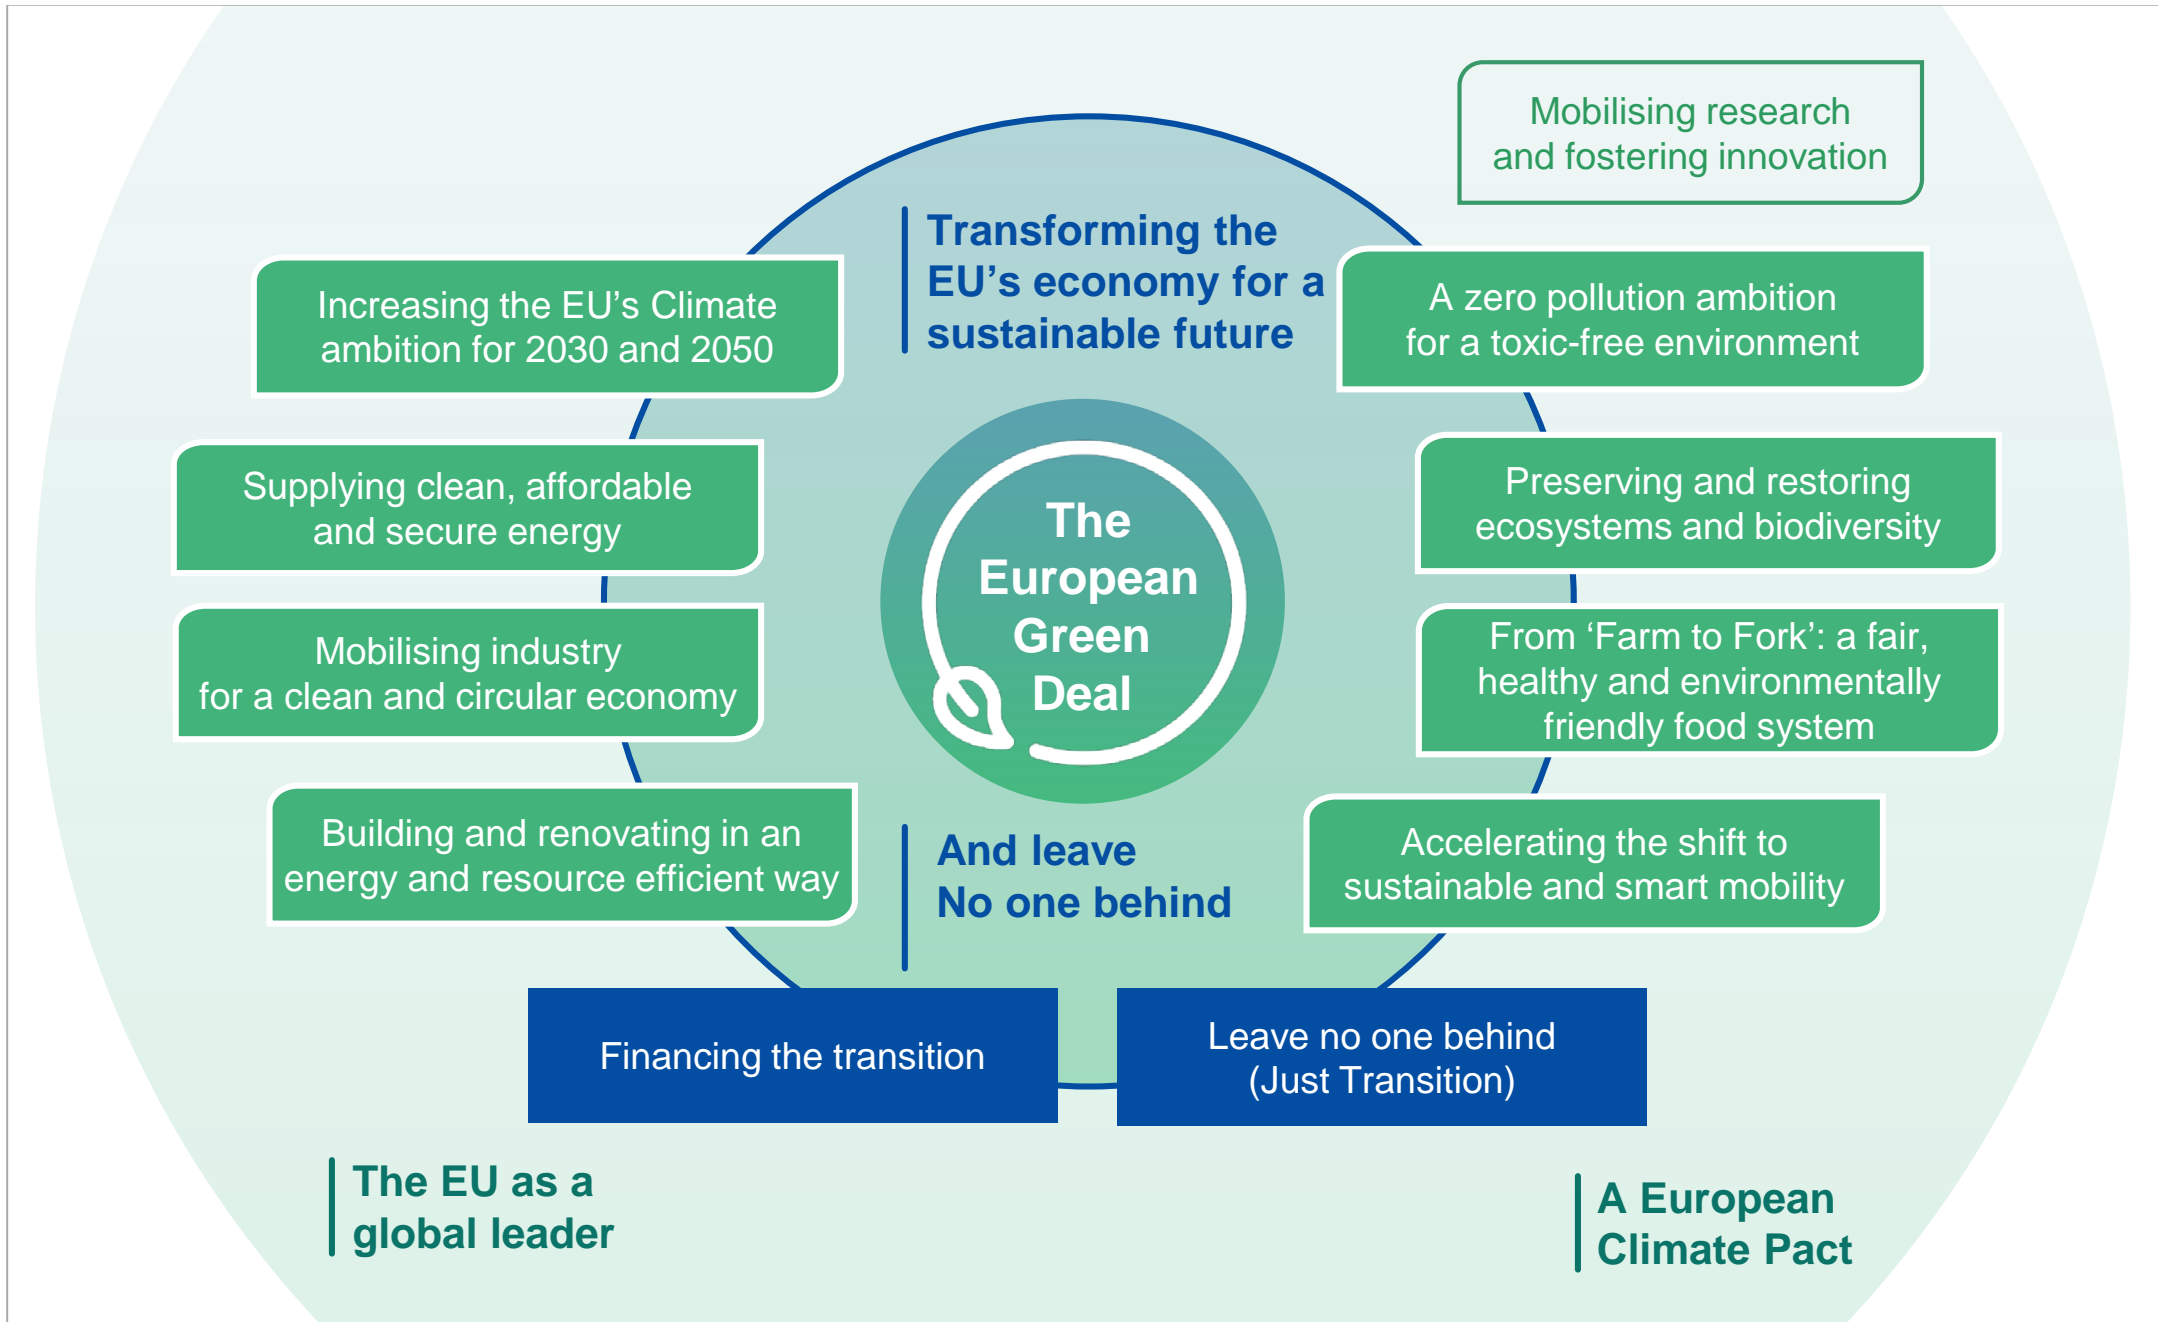 Mobilising research
and fostering innovation
Transforming the
EU’s economy for a
sustainable future
Increasing the EU’s Climate
ambition for 2030 and 2050
A zero pollution ambition
for a toxic-free environment
Supplying clean, affordable
and secure energy
Preserving and restoring
ecosystems and biodiversity
The
European
Green
Deal
Mobilising industry
for a clean and circular economy
From ‘Farm to Fork’: a fair,
healthy and environmentally
friendly food system
Building and renovating in an
energy and resource efficient way
And leave
No one behind
Accelerating the shift to
sustainable and smart mobility
Financing the transition
Leave no one behind
(Just Transition)
The EU as a
global leader
A European
Climate Pact